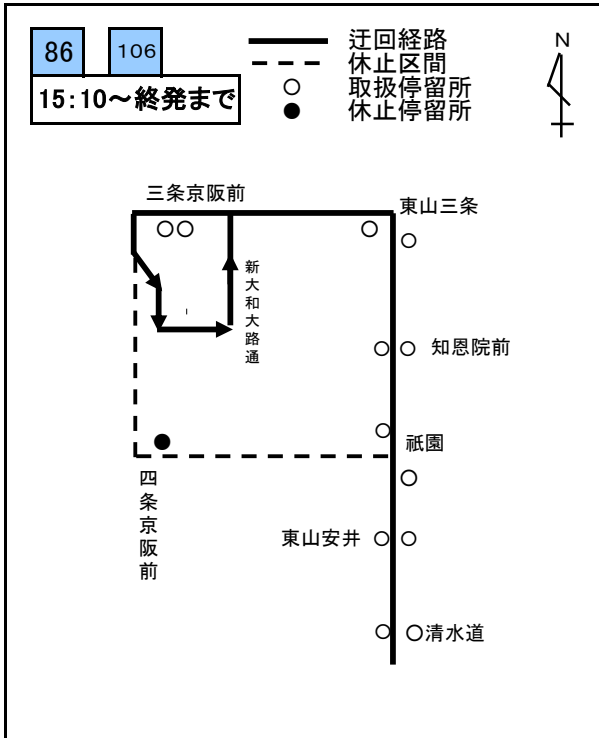 86
106
15:10～終発まで
迂回経路
休止区間
取扱停留所
休止停留所
N
三条京阪前
東山三条
新大和大路通
知恩院前
祇園
四条京阪前
東山安井
清水道